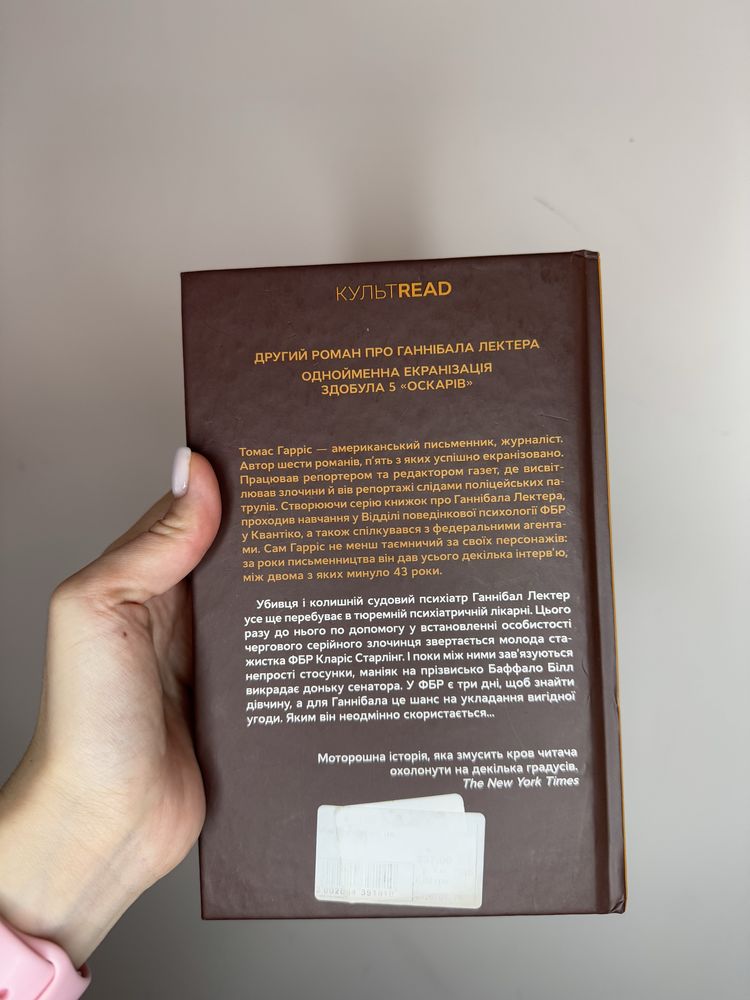 КУЛЬТREAD
ДРУГИЙ РОМАН ПРО ГАННІБАЛА ЛЕКТЕРА
ОДНОЙМЕННА ЕКРАНІЗАЦІЯ
ЗДОБУЛА 5 «ОСКАРІВ»
Томас Гарріс — американський письменник, журналіст.
Автор шести романів, п'ять з яких успішно екранізовано.
Працював репортером та редактором газет, де висвіт-
лював злочини й вів репортажі слідами поліцейських па-
трулів. Створюючи серію книжок про Ганнібала Лектера,
проходив навчання у Відділі поведінкової психології ФБР
у Квантіко, а також спілкувався з федеральними агента-
ми. Сам Гарріс не менш таємничий за своїх персонажів:
за роки письменництва він дав усього декілька інтерв'ю,
між двома з яких минуло 43 роки.
Убивця і колишній судовий психіатр Ганнібал Лектер
усе ще перебуває в тюремній психіатричній лікарні. Цього
разу до нього по допомогу у встановленні особистості
чергового серійного злочинця звертається молода ста-
жистка ФБР Кларіс Старлінг. І поки між ними зав'язуються
непрості стосунки, маніяк на прізвисько Баффало Білл
викрадає доньку сенатора. У ФБР є три дні, щоб знайти
дівчину, а для Ганнібала це шанс на укладання вигідної
угоди. Яким він неодмінно скористається...
Моторошна історія, яка змусить кров читача
охолонути на декілька градусів.
The New York Times